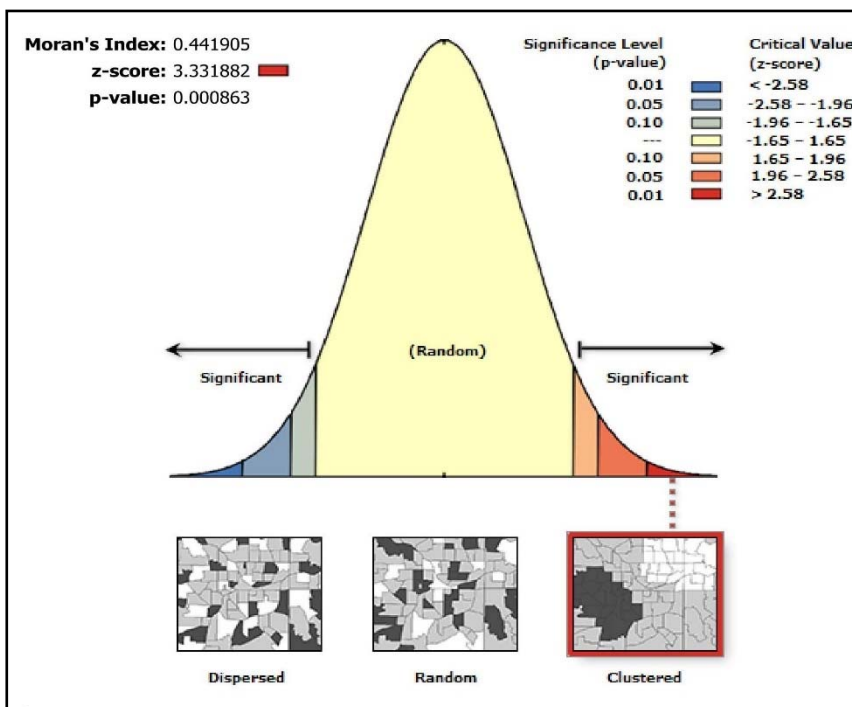 Moran's Index: 0.441905
z-score: 3.331882
p-value: 0.000863
Significance Level
(p-value)
Critical Value
(z-score)
0.01 < -2.58
0.05 -2.58 – -1.96
0.10 -1.96 – -1.65
--- -1.65 – 1.65
0.10 1.65 – 1.96
0.05 1.96 – 2.58
0.01 > 2.58
(Random)
Significant
Significant
Dispersed
Random
Clustered